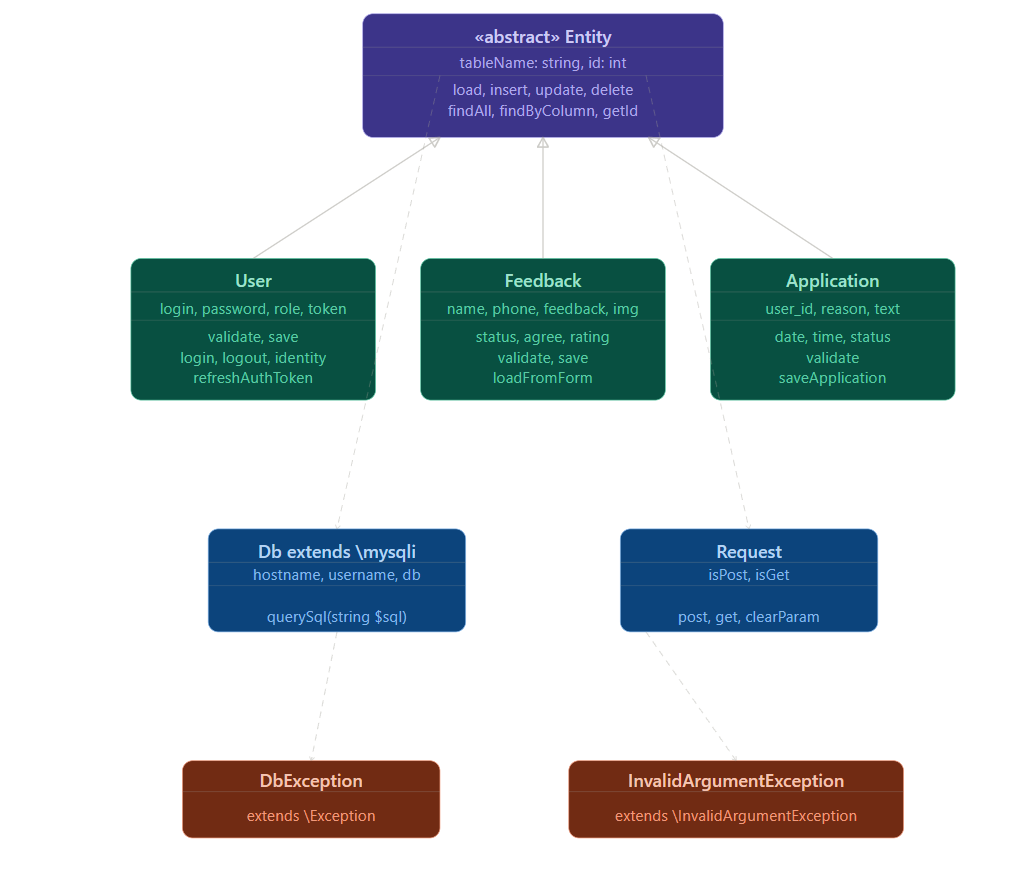 «abstract» Entity
tableName: string, id: int
load, insert, update, delete
findAll, findByColumn, getId
User
login, password, role, token
validate, save
login, logout, identity
refreshAuthToken
Feedback
name, phone, feedback, img
status, agree, rating
validate, save
loadFromForm
Application
user_id, reason, text
date, time, status
validate
saveApplication
Db extends \mysqli
hostname, username, db
querySql(string $sql)
Request
isPost, isGet
post, get, clearParam
DbException
extends \Exception
InvalidArgumentException
extends \InvalidArgumentException